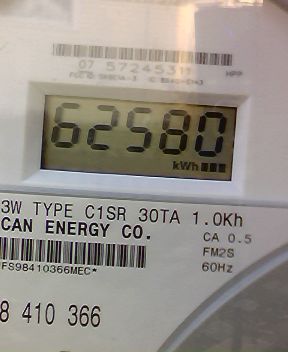 07 57245311
HPP
62580
kWh
3W TYPE C1SR 30TA 1.0Kh
CAN ENERGY CO.
CA 0.5
FM2S
60Hz
*FS98410366MEC*
8 410 366